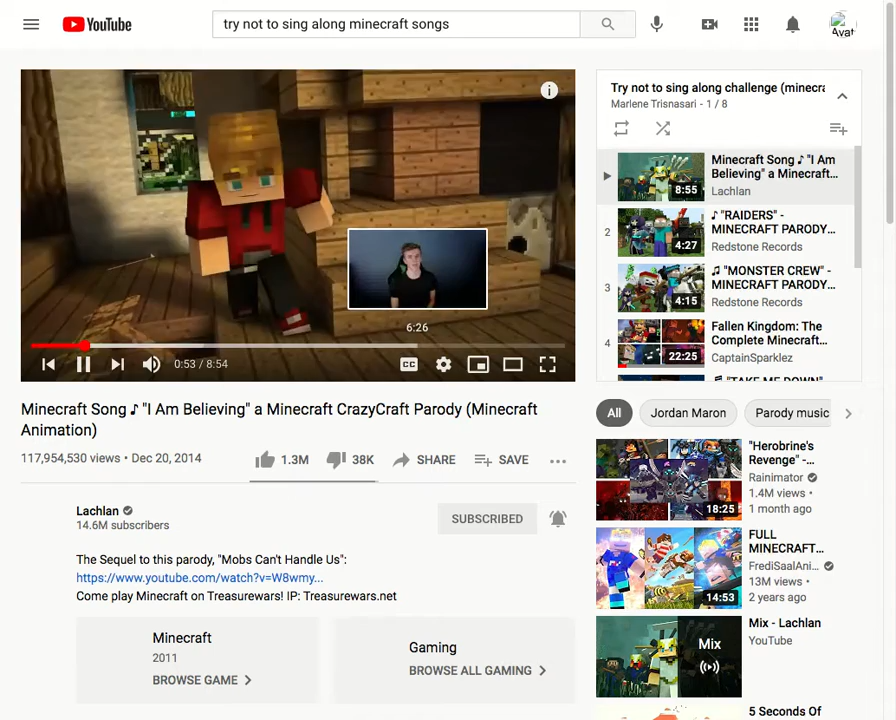 YouTube
try not to sing along minecraft songs
Avat
6:26
0:53 / 8:54
CC
Minecraft Song ♪ "I Am Believing" a Minecraft CrazyCraft Parody (Minecraft
Animation)
117,954,530 views • Dec 20, 2014
1.3M
38K
SHARE
SAVE
Lachlan
14.6M subscribers
SUBSCRIBED
The Sequel to this parody, "Mobs Can't Handle Us":
https://www.youtube.com/watch?v=W8wmy...
Come play Minecraft on Treasurewars! IP: Treasurewars.net
Minecraft
2011
BROWSE GAME
Gaming
BROWSE ALL GAMING
Try not to sing along challenge (minecra
Marlene Trisnasari - 1 / 8
8:55
Minecraft Song ♪ "I Am
Believing" a Minecraft...
Lachlan
2
4:27
♪ "RAIDERS" -
MINECRAFT PARODY...
Redstone Records
3
4:15
♫ "MONSTER CREW" -
MINECRAFT PARODY...
Redstone Records
4
22:25
Fallen Kingdom: The
Complete Minecraft...
CaptainSparklez
♬ "TAKE ME DOWN"
All
Jordan Maron
Parody music
18:25
"Herobrine's
Revenge" -...
Rainimator
1.4M views •
1 month ago
14:53
FULL
MINECRAFT...
FrediSaalAni...
13M views •
2 years ago
Mix
Mix - Lachlan
YouTube
5 Seconds Of